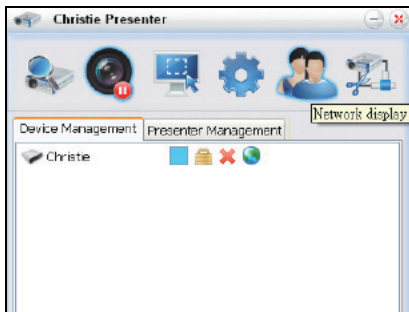 Christie Presenter
Network display
Device Management Presenter Management
Christie